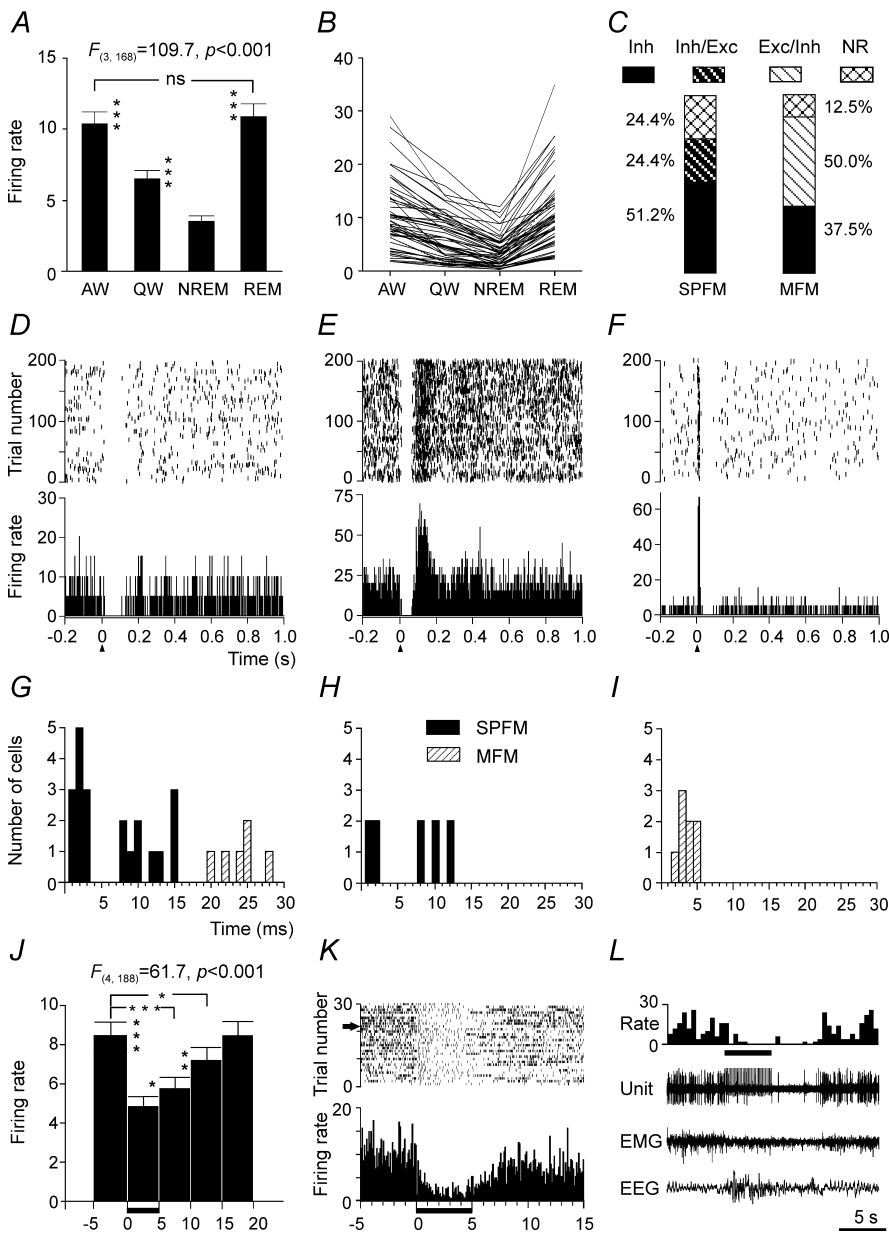 A
F(3, 168)=109.7, p<0.001
15
10
5
0
Firing rate
ns
***
***
***
AW QW NREM REM
B
40
30
20
10
0
AW QW NREM REM
C
Inh Inh/Exc Exc/Inh NR
24.4%
24.4%
51.2%
12.5%
50.0%
37.5%
SPFM MFM
D
Trial number
200
100
0
Firing rate
30
20
10
0
-0.2 0 0.2 0.4 0.6 0.8 1.0
Time (s)
E
200
100
0
75
50
25
0
-0.2 0 0.2 0.4 0.6 0.8 1.0
F
200
100
0
60
40
20
0
-0.2 0 0.2 0.4 0.6 0.8 1.0
G
Number of cells
5
4
3
2
1
0
5 10 15 20 25 30
Time (ms)
H
SPFM
MFM
5
4
3
2
1
0
5 10 15 20 25 30
I
5
4
3
2
1
0
5 10 15 20 25 30
J
F(4, 188)=61.7, p<0.001
Firing rate
10
8
6
4
2
0
*
***
***
*
**
-5 0 5 10 15 20
K
Trial number
30
0
Firing rate
20
10
0
-5 0 5 10 15
L
30
Rate
0
Unit
EMG
EEG
5 s